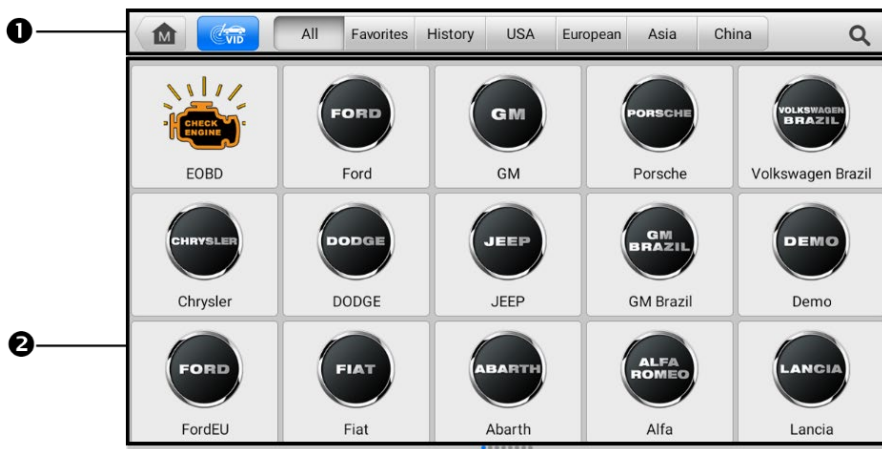 ❶
M
VID
All Favorites History USA European Asia China
CHECK
ENGINE
EOBD
FORD
Ford
GM
GM
PORSCHE
Porsche
VOLKSWAGEN
BRAZIL
Volkswagen Brazil
CHRYSLER
Chrysler
DODGE
DODGE
JEEP
JEEP
GM
BRAZIL
GM Brazil
DEMO
Demo
❷
FORD
FordEU
FIAT
Fiat
ABARTH
Abarth
ALFA
ROMEO
Alfa
LANCIA
Lancia